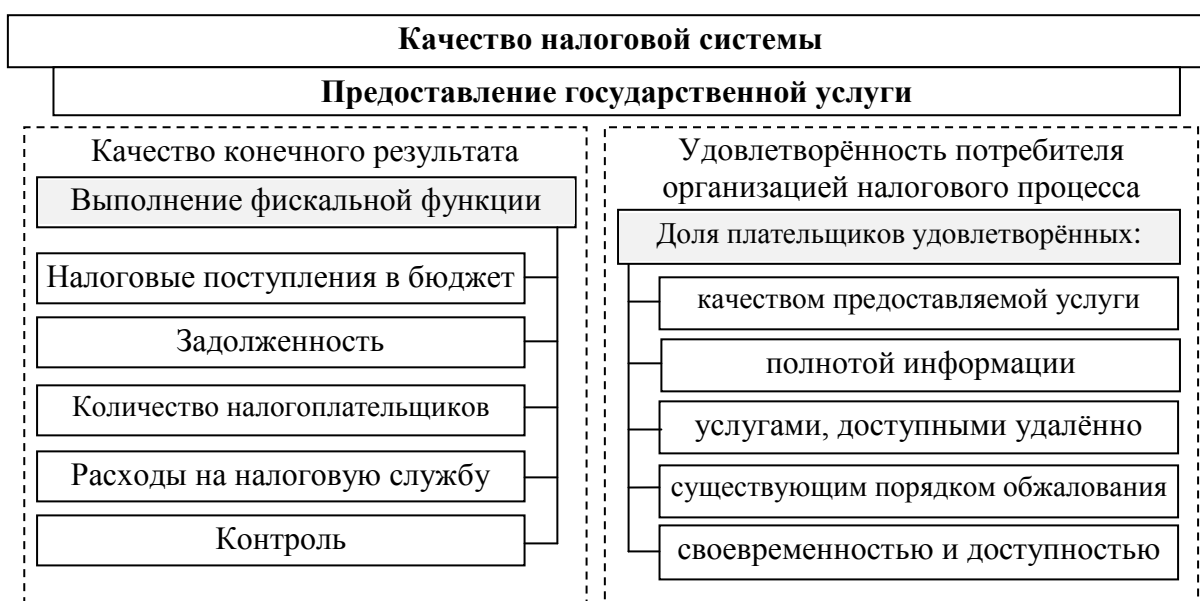 Качество налоговой системы
Предоставление государственной услуги
Качество конечного результата
Выполнение фискальной функции
Налоговые поступления в бюджет
Задолженность
Количество налогоплательщиков
Расходы на налоговую службу
Контроль
Удовлетворённость потребителя
организацией налогового процесса
Доля плательщиков удовлетворённых:
качеством предоставляемой услуги
полнотой информации
услугами, доступными удалённо
существующим порядком обжалования
своевременностью и доступностью